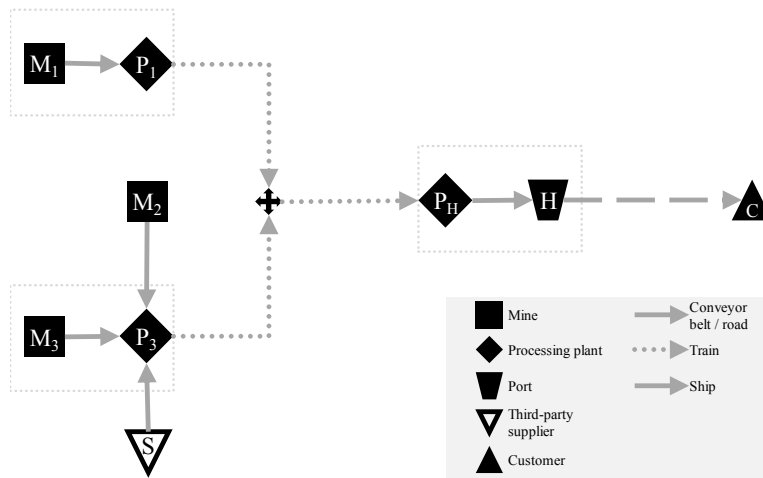 M1
P1
M2
PH
H
C
M3
P3
S
Mine
Conveyor
belt / road
Processing plant
Train
Port
Ship
Third-party
supplier
Customer